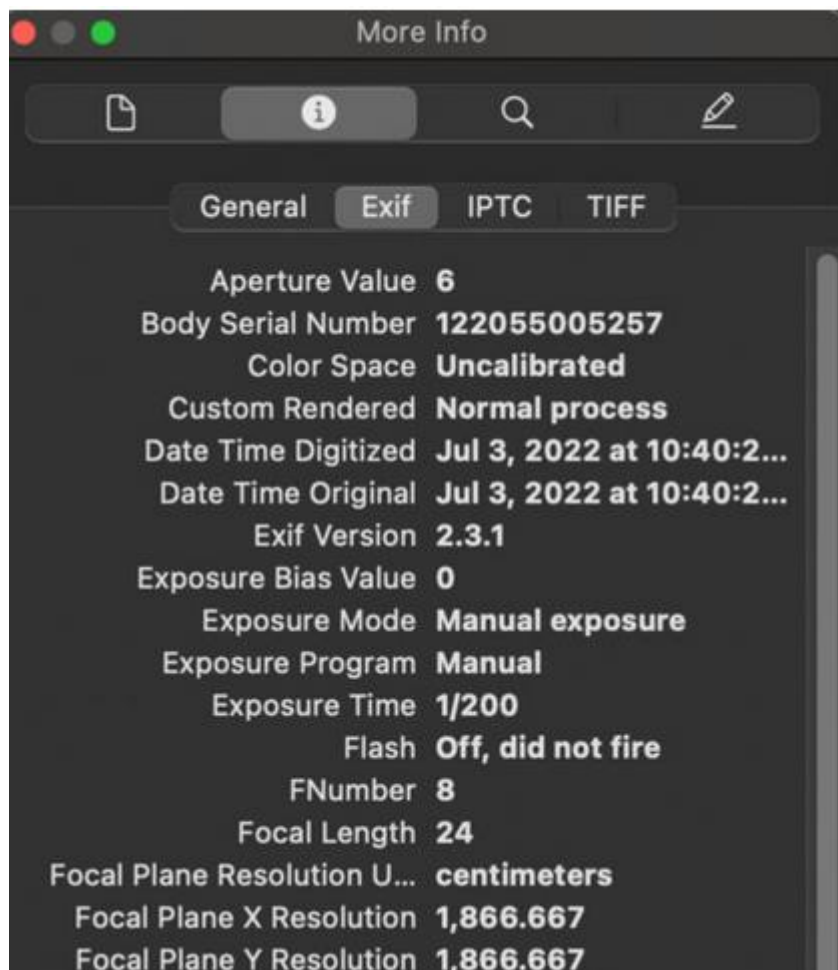 More Info
General Exif IPTC TIFF
Aperture Value 6
Body Serial Number 122055005257
Color Space Uncalibrated
Custom Rendered Normal process
Date Time Digitized Jul 3, 2022 at 10:40:2...
Date Time Original Jul 3, 2022 at 10:40:2...
Exif Version 2.3.1
Exposure Bias Value 0
Exposure Mode Manual exposure
Exposure Program Manual
Exposure Time 1/200
Flash Off, did not fire
FNumber 8
Focal Length 24
Focal Plane Resolution U... centimeters
Focal Plane X Resolution 1,866.667
Focal Plane Y Resolution 1,866.667